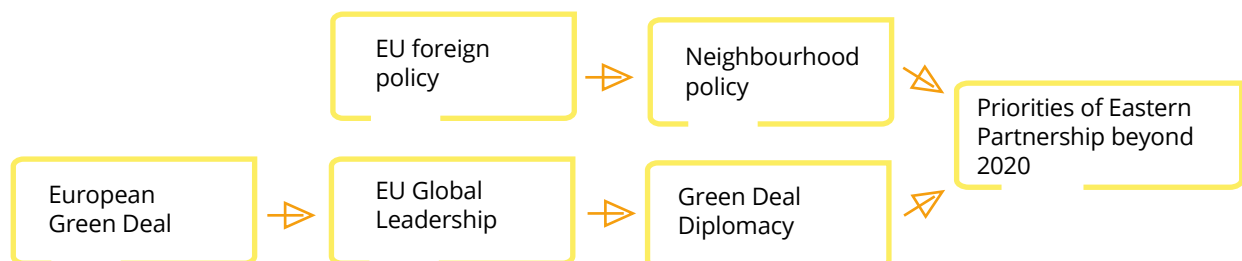 EU foreign
policy
Neighbourhood
policy
Priorities of Eastern
Partnership beyond
2020
European
Green Deal
EU Global
Leadership
Green Deal
Diplomacy